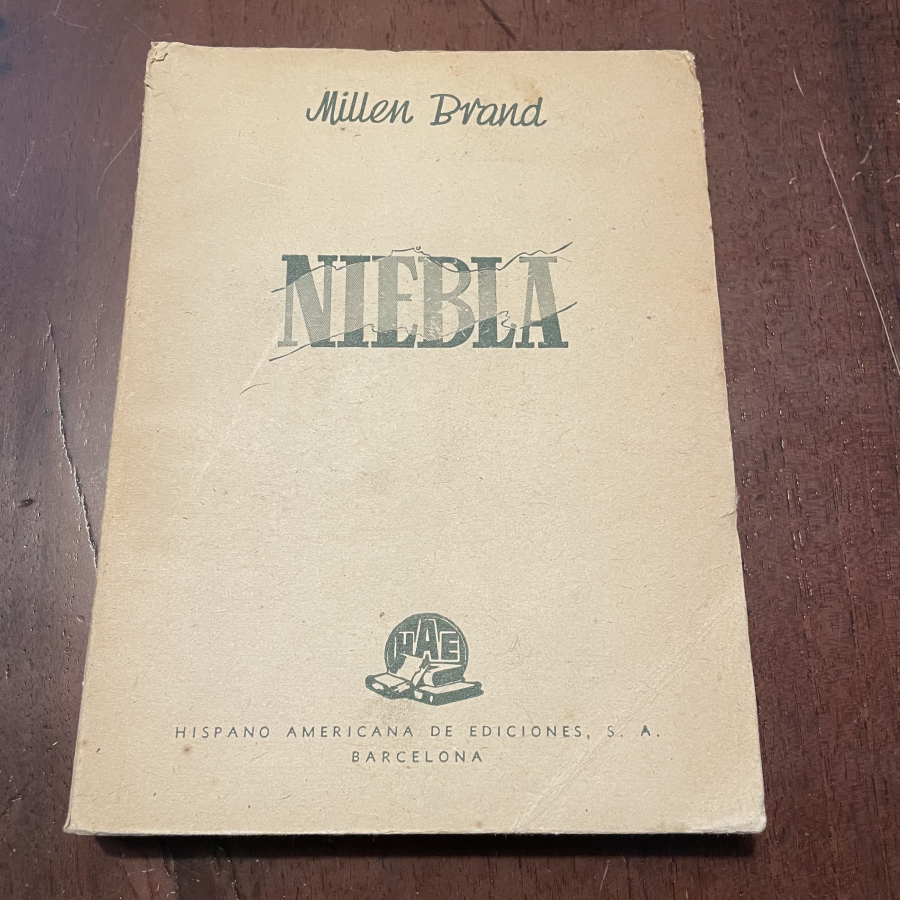 Millen Brand
NIEBLA
HAE
HISPANO AMERICANA DE EDICIONES, S. A.
BARCELONA